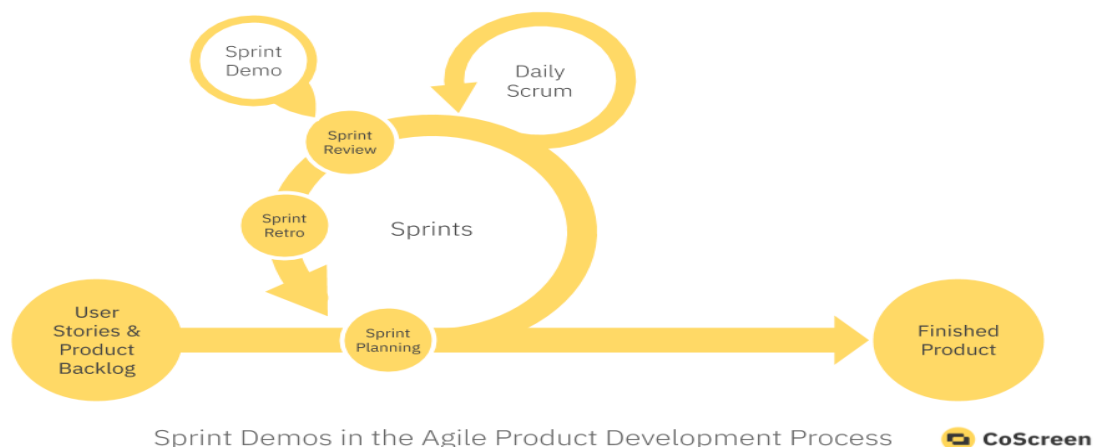 Sprint
Demo
Daily
Scrum
Sprint
Review
Sprint
Retro
Sprints
User
Stories &
Product
Backlog
Sprint
Planning
Finished
Product
Sprint Demos in the Agile Product Development Process
CoScreen